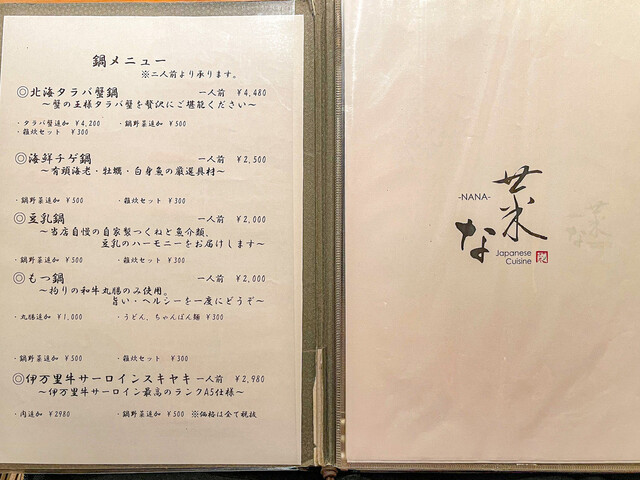 鍋メニュー
※二人前より承ります。
◎北海タラバ蟹鍋 一人前 ¥4,480
～蟹の王様タラバ蟹を贅沢にご堪能ください～
・タラバ蟹追加 ¥4,200 ・鍋野菜追加 ¥500
・雑炊セット ¥300
◎海鮮チゲ鍋 一人前 ¥2,500
～有頭海老・牡蠣・白身魚の厳選具材～
・鍋野菜追加 ¥500 ・雑炊セット ¥300
◎豆乳鍋 一人前 ¥2,000
～当店自慢の自家製つくねと魚介類、
豆乳のハーモニーをお届けします～
鍋野菜追加 ¥500 ・雑炊セット ¥300
◎もつ鍋 一人前 ¥2,000
～拘りの和牛丸腸のみ使用。
旨い・ヘルシーを一度にどうぞ～
・丸腸追加 ¥1,000 ・うどん、ちゃんぽん麺 ¥300
・鍋野菜追加 ¥500 ・雑炊セット ¥300
◎伊万里牛サーロインスキヤキ 一人前 ¥2,980
～伊万里牛サーロイン最高のランクA5仕様～
・肉追加 ¥2980 ・鍋野菜追加 ¥500 ※価格は全て税抜
-NANA-
菜
な
Japanese
Cuisine